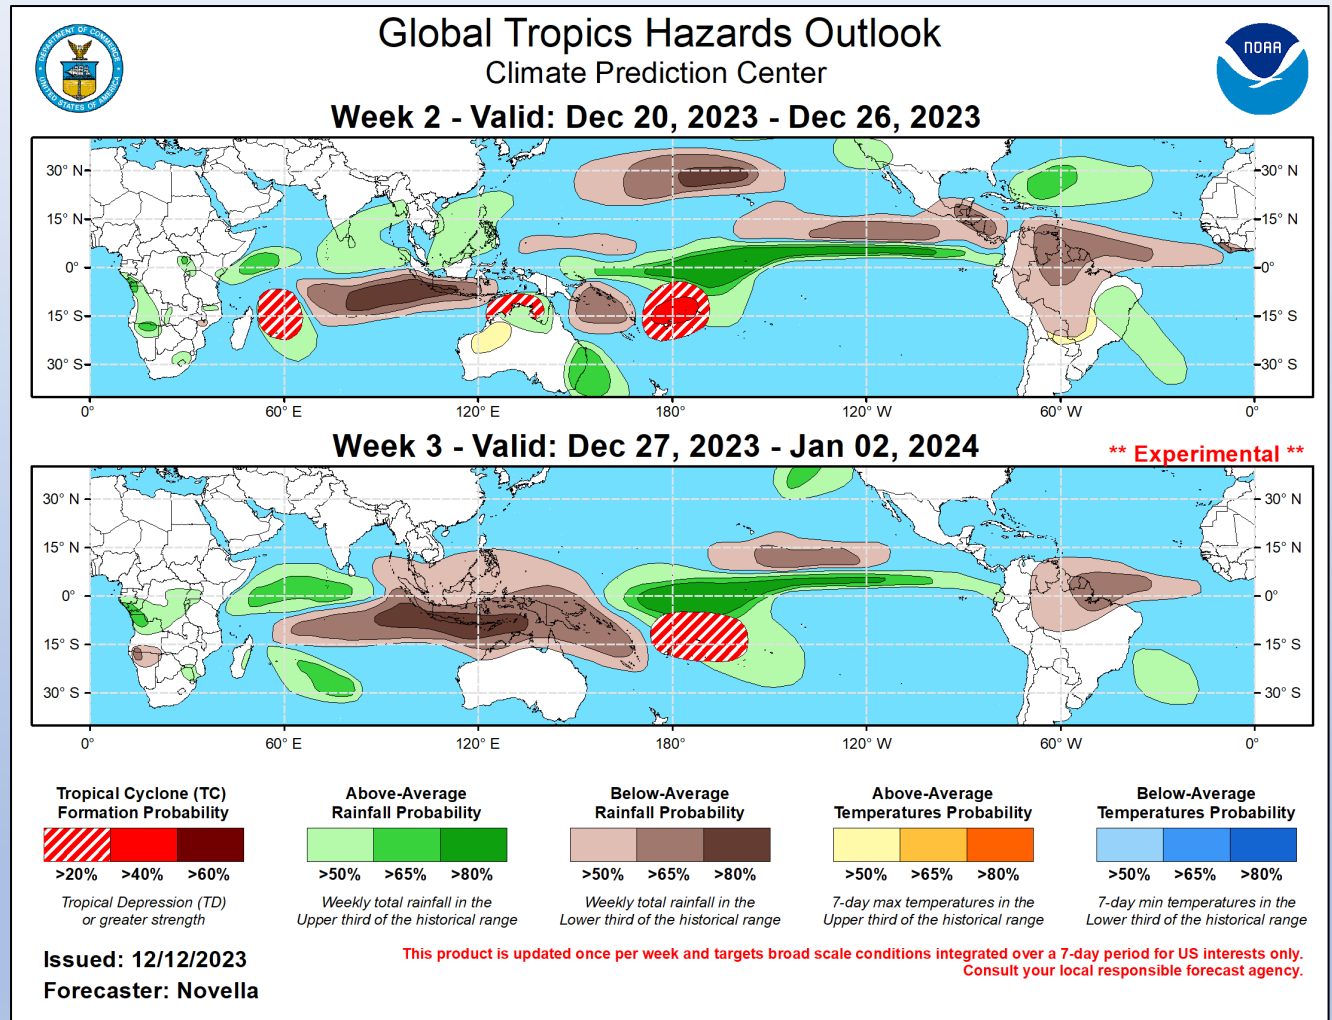 Global Tropics Hazards Outlook
Climate Prediction Center
DEPARTMENT OF COMMERCE
UNITED STATES OF AMERICA
NOAA
Week 2 - Valid: Dec 20, 2023 - Dec 26, 2023
30° N 30° N
15° N 15° N
0° 0°
15° S 15° S
30° S 30° S
0° 60° E 120° E 180° 120° W 60° W 0°
Week 3 - Valid: Dec 27, 2023 - Jan 02, 2024
** Experimental **
30° N 30° N
15° N 15° N
0° 0°
15° S 15° S
30° S 30° S
0° 60° E 120° E 180° 120° W 60° W 0°
Tropical Cyclone (TC)
Formation Probability
>20% >40% >60%
Tropical Depression (TD)
or greater strength
Above-Average
Rainfall Probability
>50% >65% >80%
Weekly total rainfall in the
Upper third of the historical range
Below-Average
Rainfall Probability
>50% >65% >80%
Weekly total rainfall in the
Lower third of the historical range
Above-Average
Temperatures Probability
>50% >65% >80%
7-day max temperatures in the
Upper third of the historical range
Below-Average
Temperatures Probability
>50% >65% >80%
7-day min temperatures in the
Lower third of the historical range
Issued: 12/12/2023
Forecaster: Novella
This product is updated once per week and targets broad scale conditions integrated over a 7-day period for US interests only.
Consult your local responsible forecast agency.